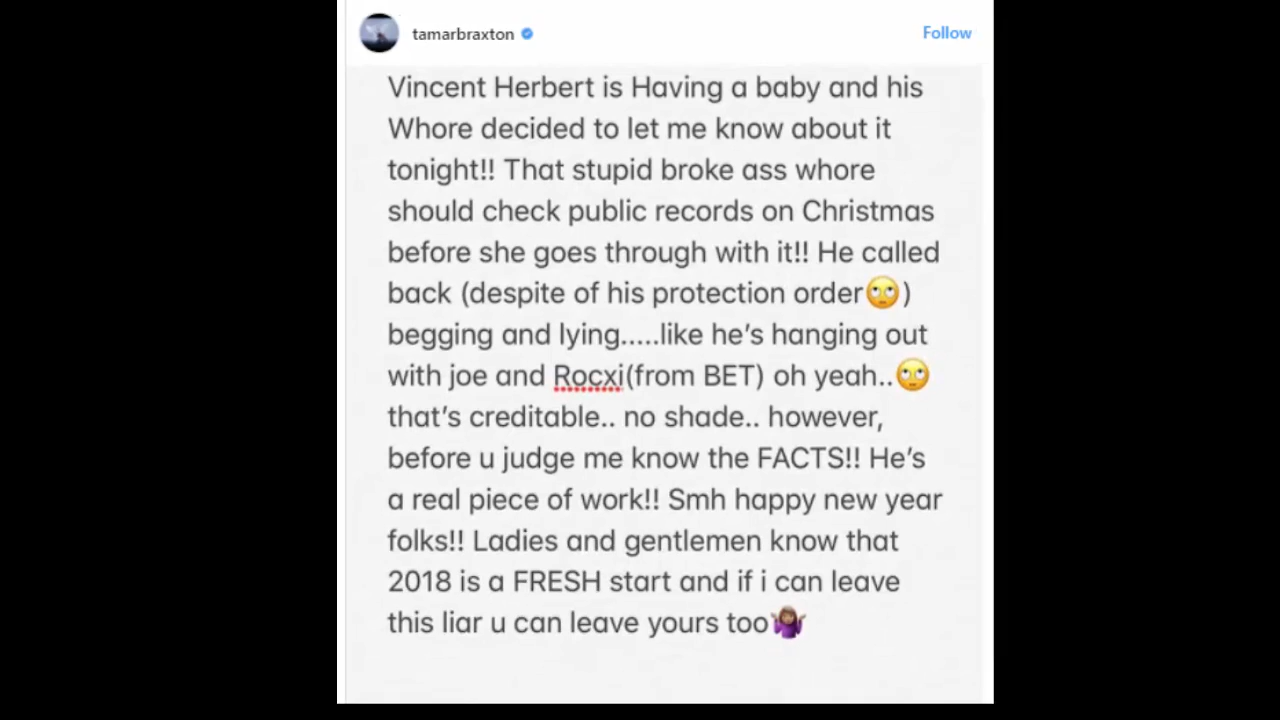 tamarbraxton
Follow
Vincent Herbert is Having a baby and his
Whore decided to let me know about it
tonight!! That stupid broke ass whore
should check public records on Christmas
before she goes through with it!! He called
back (despite of his protection order🙄)
begging and lying.....like he’s hanging out
with joe and Rocxi(from BET) oh yeah..🙄
that’s creditable.. no shade.. however,
before u judge me know the FACTS!! He’s
a real piece of work!! Smh happy new year
folks!! Ladies and gentlemen know that
2018 is a FRESH start and if i can leave
this liar u can leave yours too🤷🏽‍♀️